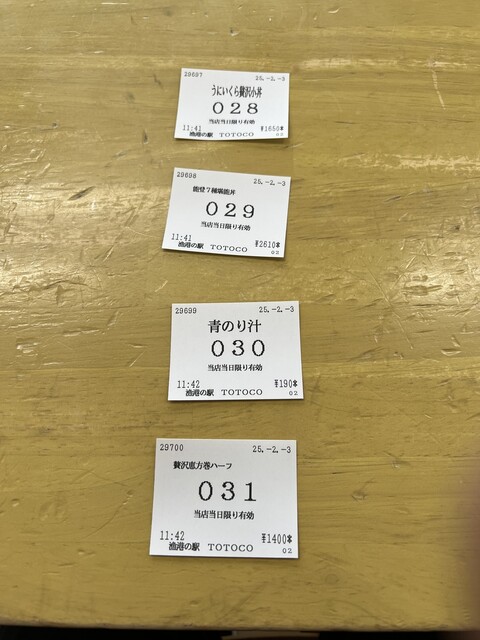 29697 25.-2.-3
うにいくら贅沢小丼
028
当店当日限り有効
11:41 ¥1650*
漁港の駅 TOTOCO 02
29698 25.-2.-3
能登7種堪能丼
029
当店当日限り有効
11:41 ¥2610*
漁港の駅 TOTOCO 02
29699 25.-2.-3
青のり汁
030
当店当日限り有効
11:42 ¥190*
漁港の駅 TOTOCO 02
29700 25.-2.-3
贅沢恵方巻ハーフ
031
当店当日限り有効
11:42 ¥1400*
漁港の駅 TOTOCO 02